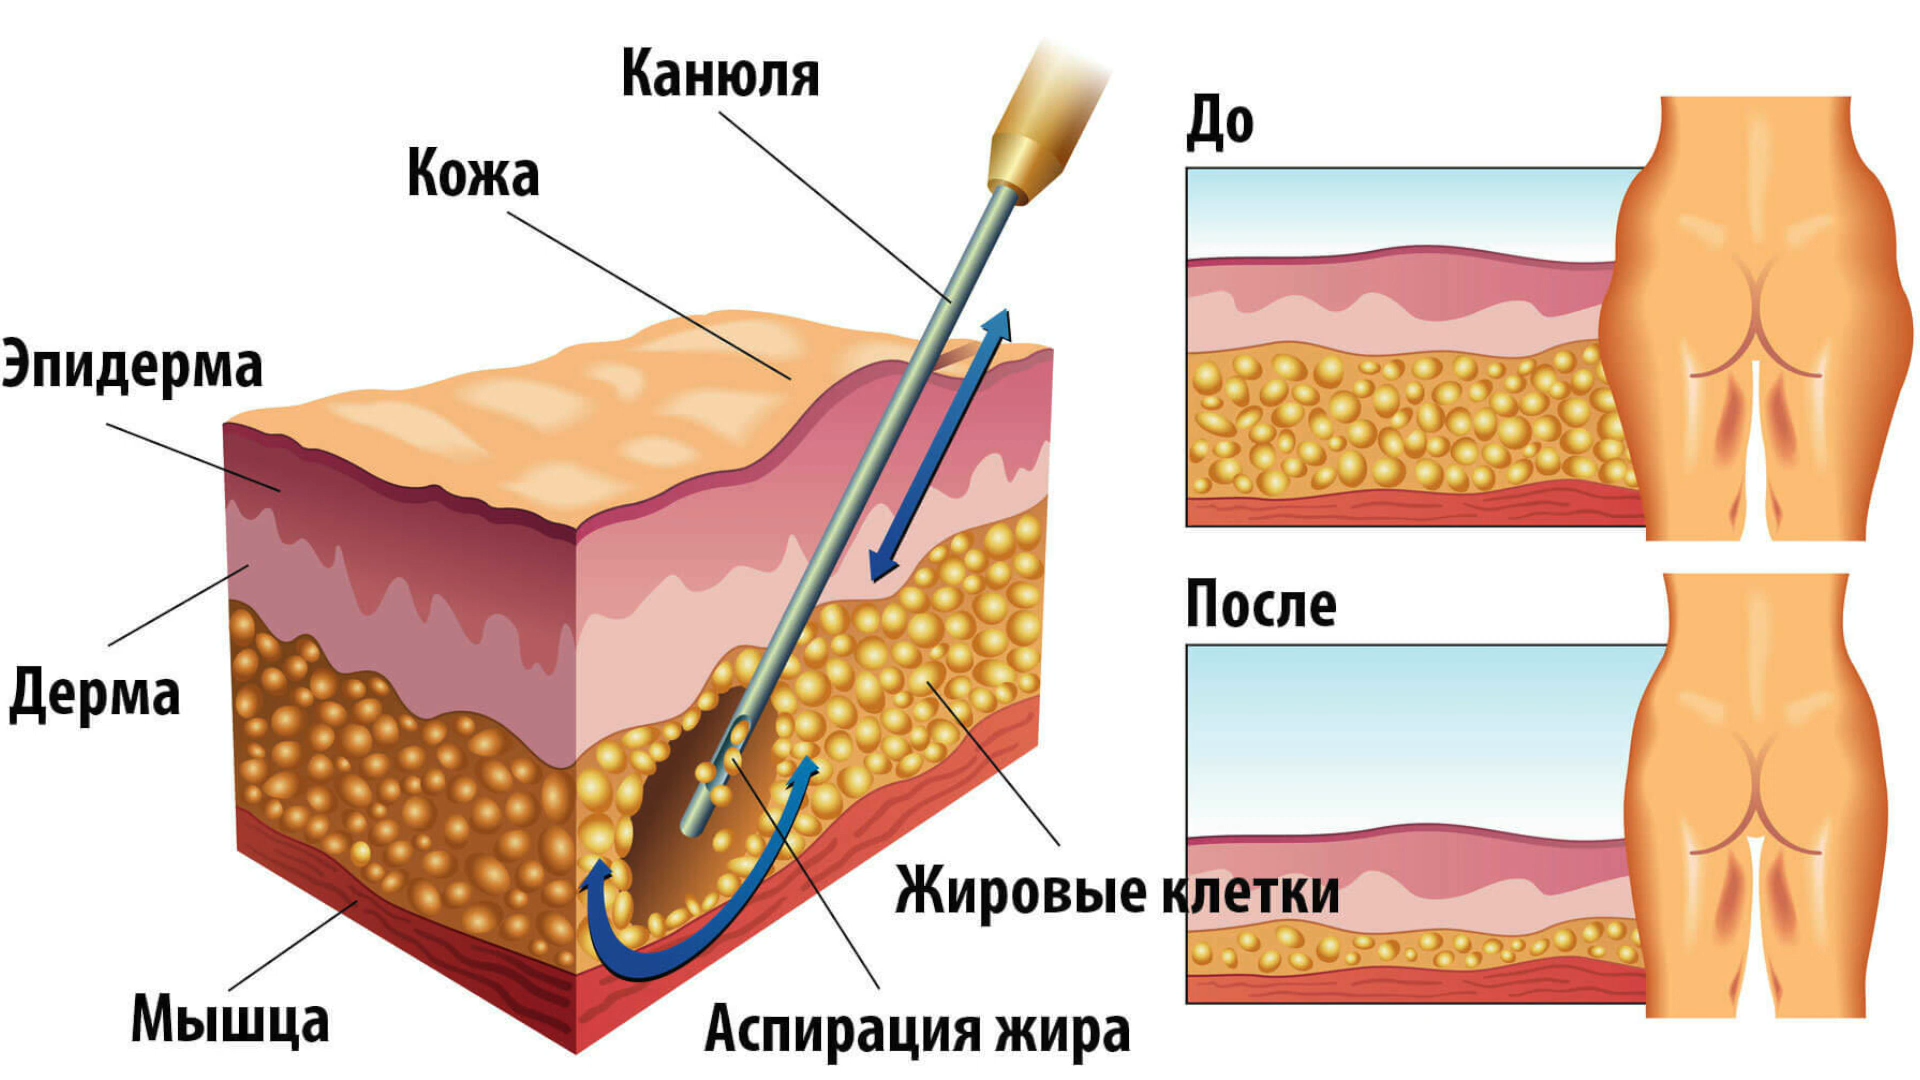 Канюля
Кожа
Эпидерма
Дерма
Мышца
Аспирация жира
Жировые клетки
До
После